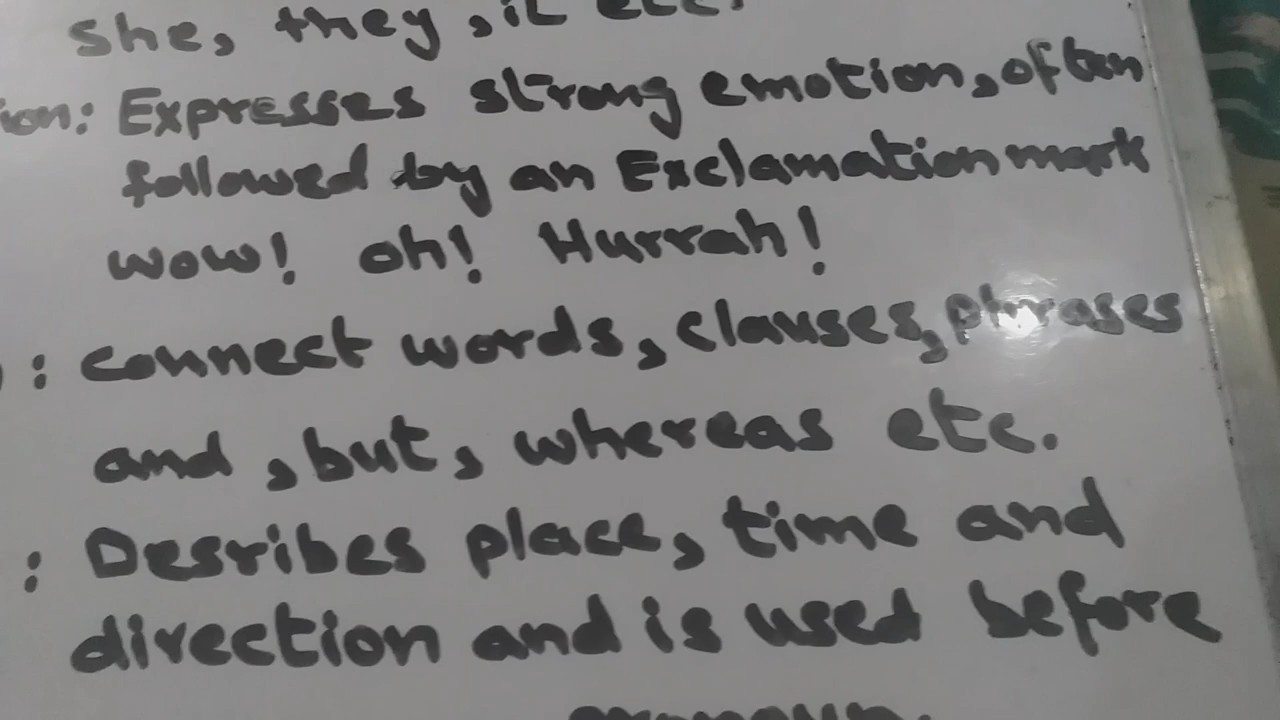 She, they, it etc.
ion: Expresses strong emotion, often
followed by an Exclamation mark
wow! oh! Hurrah!
: connect words, clauses, phrases
and, but, whereas etc.
: Desribes place, time and
direction and is used before
pronoun.